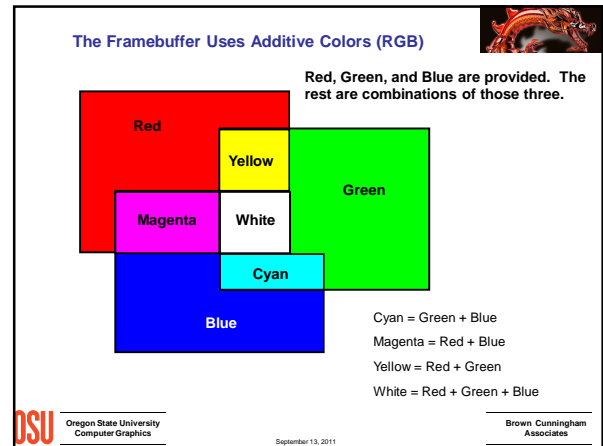 The Framebuffer Uses Additive Colors (RGB)
Red, Green, and Blue are provided. The
rest are combinations of those three.
Red
Yellow
Green
Magenta
White
Cyan
Blue
Cyan = Green + Blue
Magenta = Red + Blue
Yellow = Red + Green
White = Red + Green + Blue
OSU
Oregon State University
Computer Graphics
September 13, 2011
Brown Cunningham
Associates